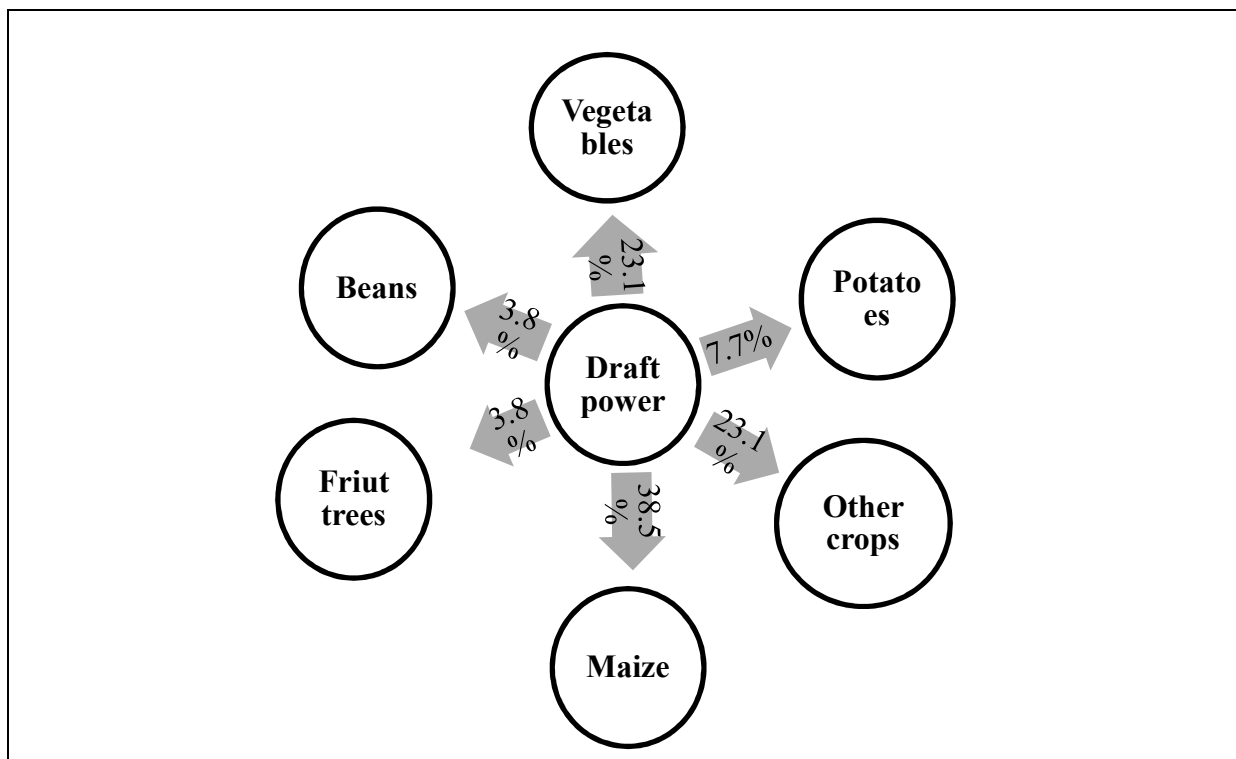 Vegeta
bles
23.1
%
Beans
3.8
%
Potato
es
7.7%
Draft
power
3.8
%
23.1
%
Friut
trees
38.5
%
Other
crops
Maize